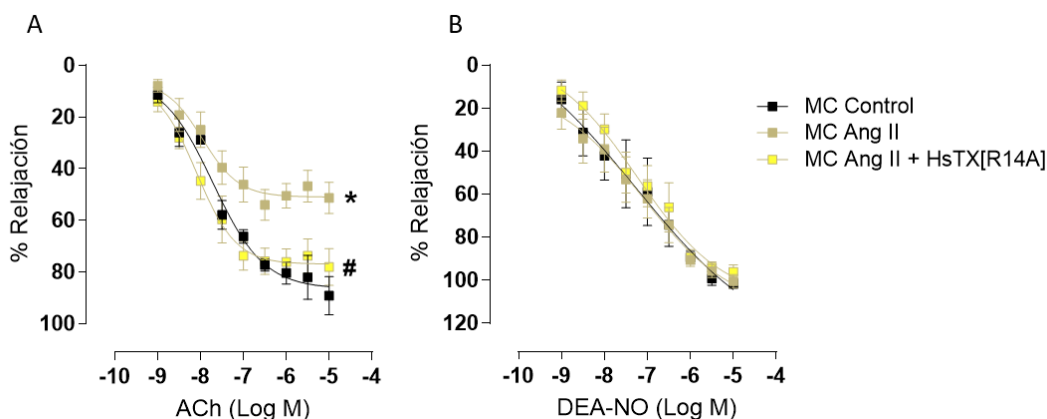 A
B
0
20
40
60
80
100
% Relajación
*
#
-10 -9 -8 -7 -6 -5 -4
ACh (Log M)
0
20
40
60
80
100
120
% Relajación
-10 -9 -8 -7 -6 -5 -4
DEA-NO (Log M)
MC Control
MC Ang II
MC Ang II + HsTX[R14A]